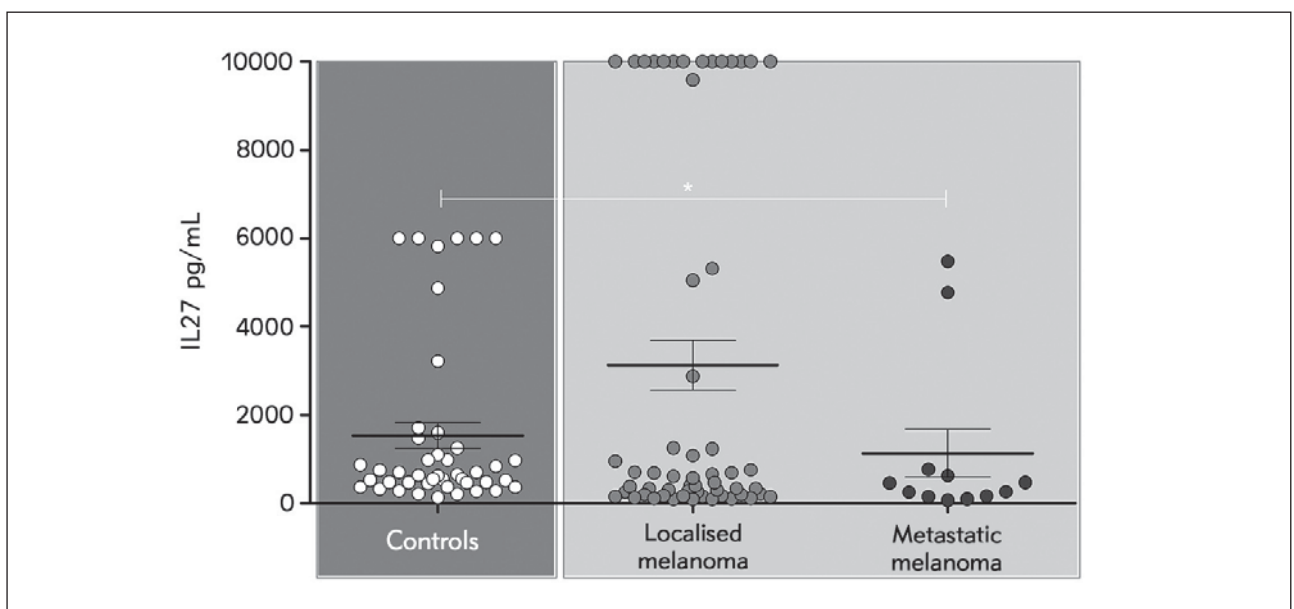 10000
8000
6000
4000
2000
0
IL27 pg/mL
*
Controls
Localised
melanoma
Metastatic
melanoma